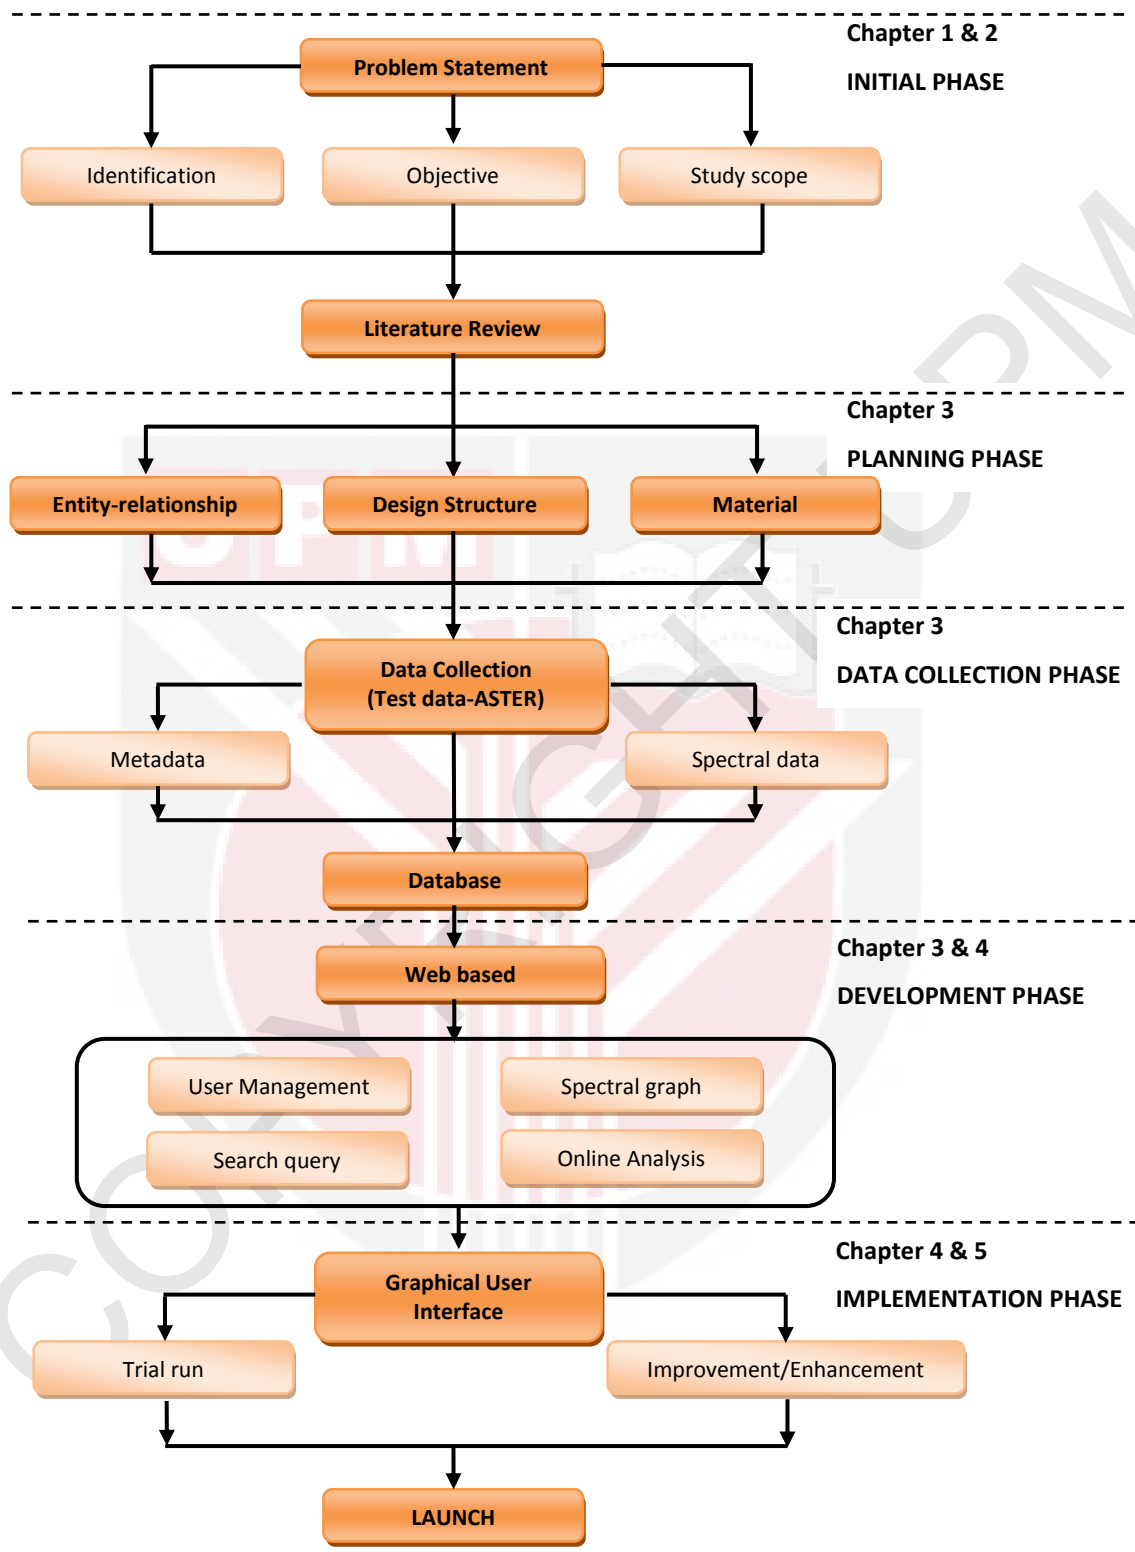 Chapter 1 & 2
Problem Statement
INITIAL PHASE
Identification
Objective
Study scope
Literature Review
Chapter 3
PLANNING PHASE
Entity-relationship
Design Structure
Material
UPM
Chapter 3
DATA COLLECTION PHASE
Data Collection
(Test data-ASTER)
Metadata
Spectral data
Database
Chapter 3 & 4
Web based
DEVELOPMENT PHASE
User Management
Spectral graph
Search query
Online Analysis
Chapter 4 & 5
Graphical User
Interface
IMPLEMENTATION PHASE
Trial run
Improvement/Enhancement
LAUNCH
COPYRIGHT UPM